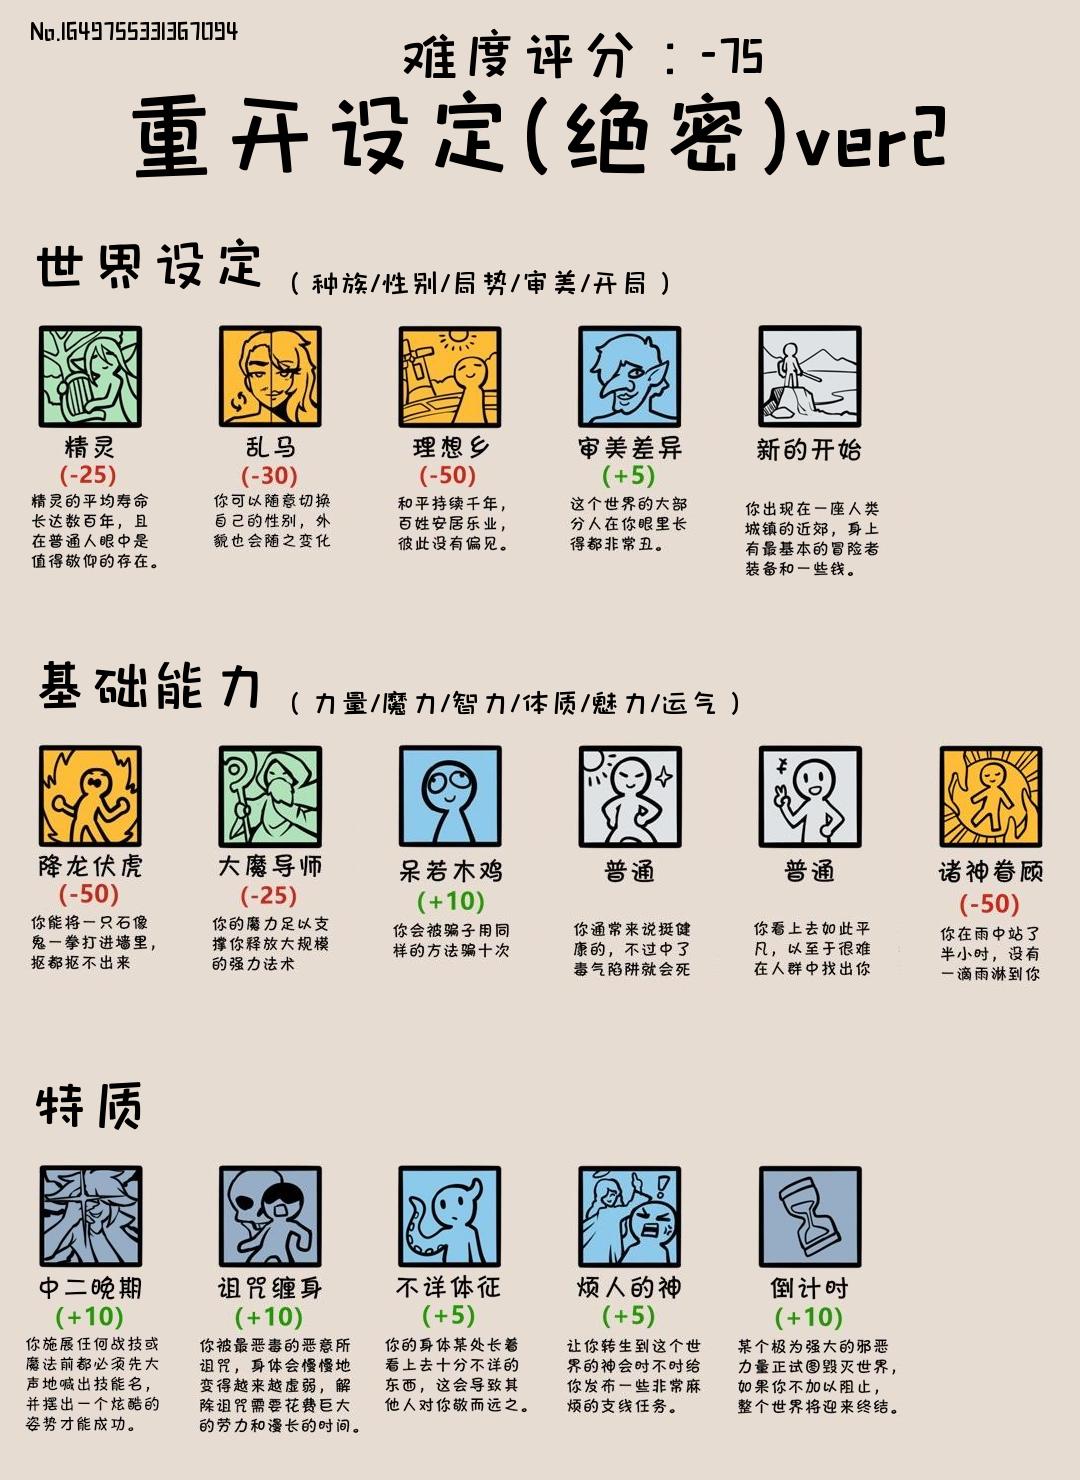 No.1649755331367094
难度评分：-75
重开设定(绝密)ver2
世界设定 （种族/性别/局势/审美/开局）
精灵
(-25)
精灵的平均寿命
长达数百年，且
在普通人眼中是
值得敬仰的存在。
乱马
(-30)
你可以随意切换
自己的性别，外
貌也会随之变化
理想乡
(-50)
和平持续千年，
百姓安居乐业，
彼此没有偏见。
审美差异
(+5)
这个世界的大部
分人在你眼里长
得都非常丑。
新的开始
你出现在一座人类
城镇的近郊，身上
有最基本的冒险者
装备和一些钱。
基础能力 （力量/魔力/智力/体质/魅力/运气）
降龙伏虎
(-50)
你能将一只石像
鬼一拳打进墙里，
抠都抠不出来
大魔导师
(-25)
你的魔力足以支
撑你释放大规模
的强力法术
呆若木鸡
(+10)
你会被骗子用同
样的方法骗十次
普通
你通常来说挺健
康的，不过中了
毒气陷阱就会死
普通
你看上去如此平
凡，以至于很难
在人群中找出你
诸神眷顾
(-50)
你在雨中站了
半小时，没有
一滴雨淋到你
特质
中二晚期
(+10)
你施展任何战技或
魔法前都必须先大
声地喊出技能名，
并摆出一个炫酷的
姿势才能成功。
诅咒缠身
(+10)
你被最恶毒的恶意所
诅咒，身体会慢慢地
变得越来越虚弱，解
除诅咒需要花费巨大
的劳力和漫长的时间。
不详体征
(+5)
你的身体某处长着
看上去十分不详的
东西，这会导致其
他人对你敬而远之。
烦人的神
(+5)
让你转生到这个世
界的神会时不时给
你发布一些非常麻
烦的支线任务。
倒计时
(+10)
某个极为强大的邪恶
力量正试图毁灭世界，
如果你不加以阻止，
整个世界将迎来终结。